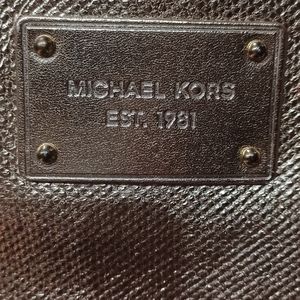 MICHAEL KORS
EST. 1981